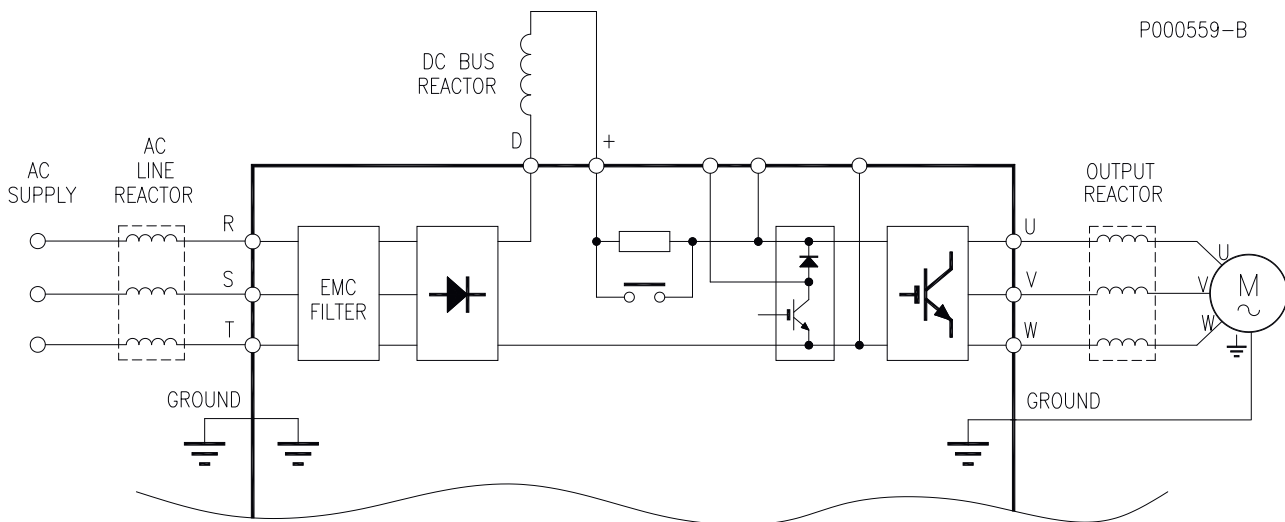 P000559-B
DC BUS
REACTOR
D
+
AC
SUPPLY
AC
LINE
REACTOR
OUTPUT
REACTOR
R
S
T
EMC
FILTER
U
V
W
U
V
W
M
~
GROUND
GROUND